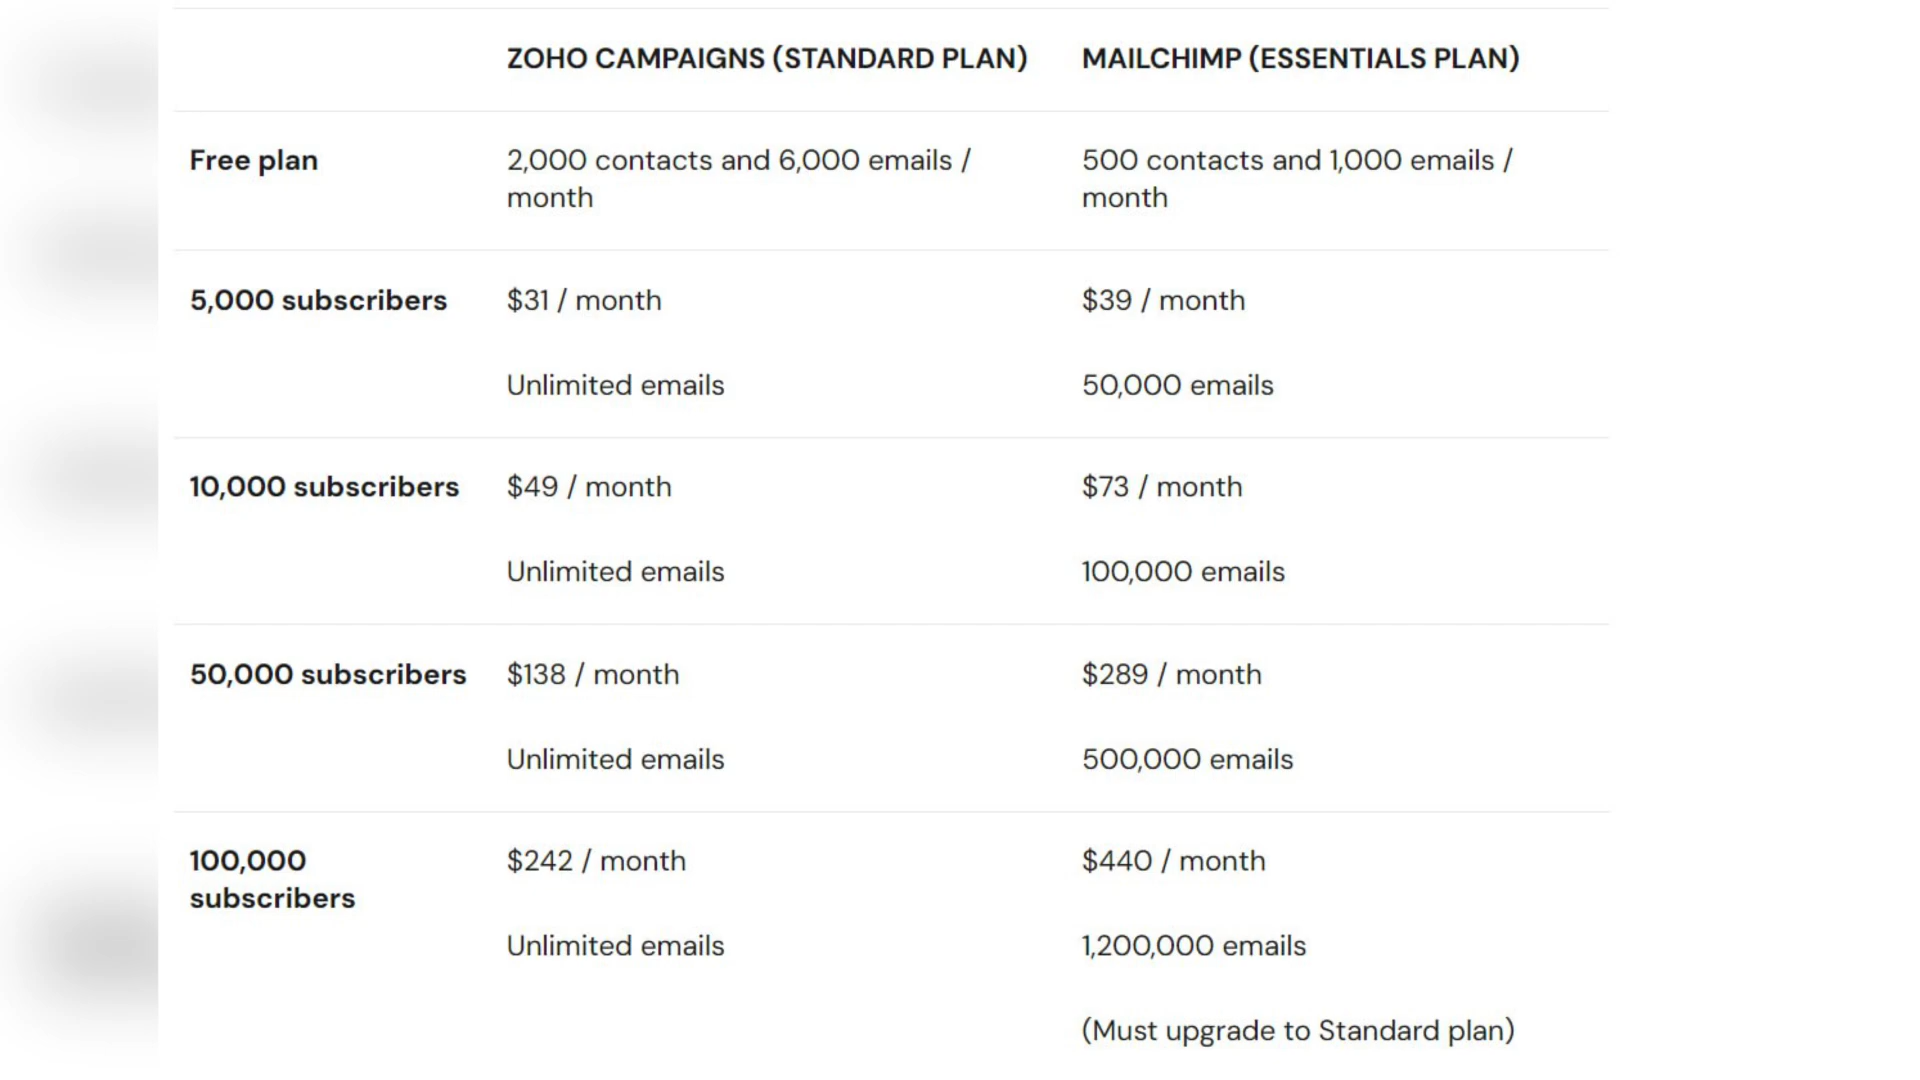 ZOHO CAMPAIGNS (STANDARD PLAN) MAILCHIMP (ESSENTIALS PLAN)
Free plan 2,000 contacts and 6,000 emails / 500 contacts and 1,000 emails /
month month
5,000 subscribers $31 / month $39 / month
Unlimited emails 50,000 emails
10,000 subscribers $49 / month $73 / month
Unlimited emails 100,000 emails
50,000 subscribers $138 / month $289 / month
Unlimited emails 500,000 emails
100,000 $242 / month $440 / month
subscribers
Unlimited emails 1,200,000 emails
(Must upgrade to Standard plan)